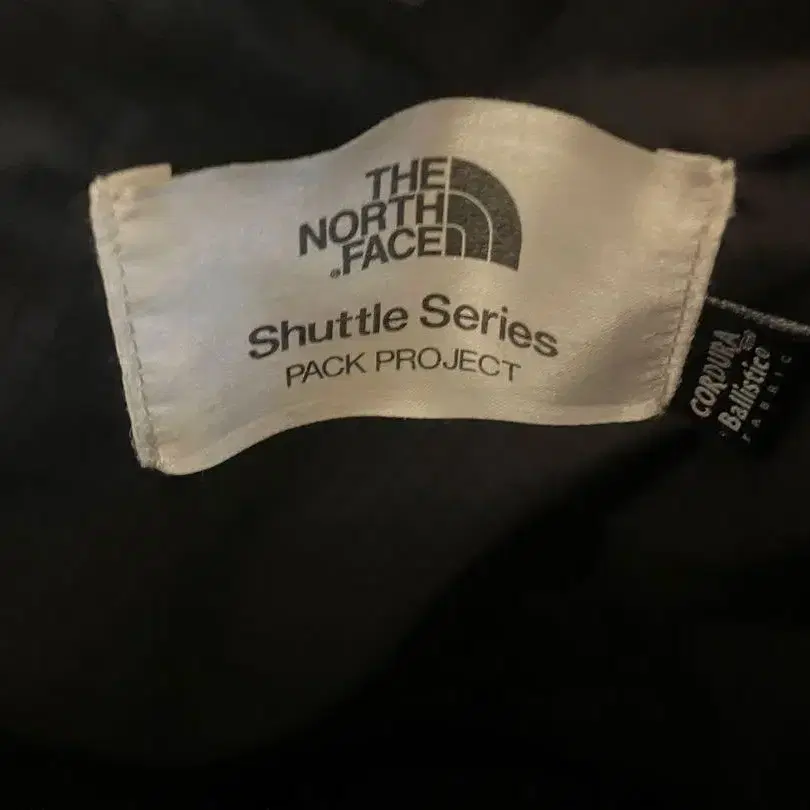 THE
NORTH
®FACE
Shuttle Series
PACK PROJECT
CORDURA
Ballistic®
FABRIC